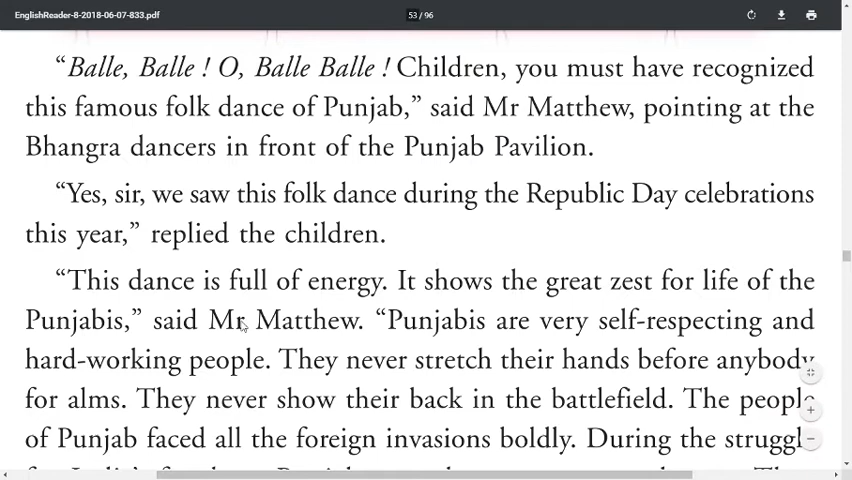 EnglishReader-8-2018-06-07-833.pdf
53 / 96
“Balle, Balle ! O, Balle Balle ! Children, you must have recognized
this famous folk dance of Punjab,” said Mr Matthew, pointing at the
Bhangra dancers in front of the Punjab Pavilion.
“Yes, sir, we saw this folk dance during the Republic Day celebrations
this year,” replied the children.
“This dance is full of energy. It shows the great zest for life of the
Punjabis,” said Mr Matthew. “Punjabis are very self-respecting and
hard-working people. They never stretch their hands before anybody
for alms. They never show their back in the battlefield. The people
of Punjab faced all the foreign invasions boldly. During the struggle